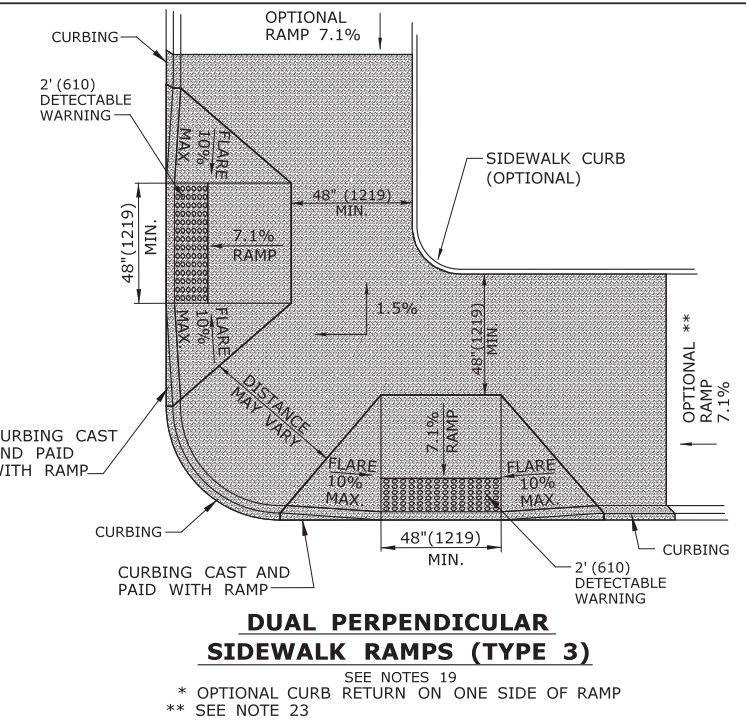 OPTIONAL
RAMP 7.1%
CURBING
2' (610)
DETECTABLE
WARNING
SIDEWALK CURB
(OPTIONAL)
FLARE
10%
MAX.
48" (1219)
MIN.
48"(1219)
MIN.
7.1%
RAMP
1.5%
48"(1219)
MIN.
FLARE
10%
MAX
OPTIONAL **
RAMP
7.1%
DISTANCE
MAY VARY
7.1%
RAMP
CURBING CAST
AND PAID
WITH RAMP
FLARE
10%
MAX.
FLARE
10%
MAX.
CURBING
48"(1219)
MIN.
CURBING
CURBING CAST AND
PAID WITH RAMP
2' (610)
DETECTABLE
WARNING
DUAL PERPENDICULAR
SIDEWALK RAMPS (TYPE 3)
SEE NOTES 19
* OPTIONAL CURB RETURN ON ONE SIDE OF RAMP
** SEE NOTE 23